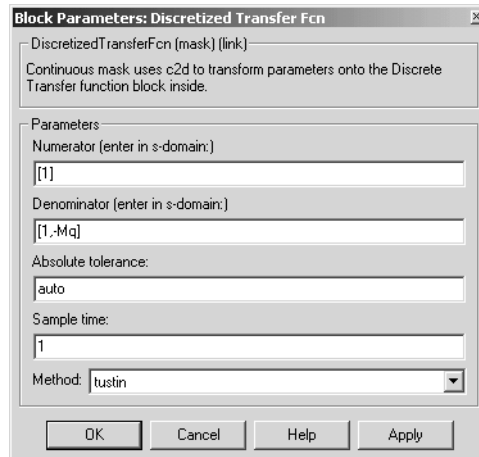 Block Parameters: Discretized Transfer Fcn
DiscretizedTransferFcn (mask) (link)
Continuous mask uses c2d to transform parameters onto the Discrete
Transfer function block inside.
Parameters
Numerator (enter in s-domain:)
[1]
Denominator (enter in s-domain:)
[1,-Mq]
Absolute tolerance:
auto
Sample time:
1
Method: tustin
OK Cancel Help Apply